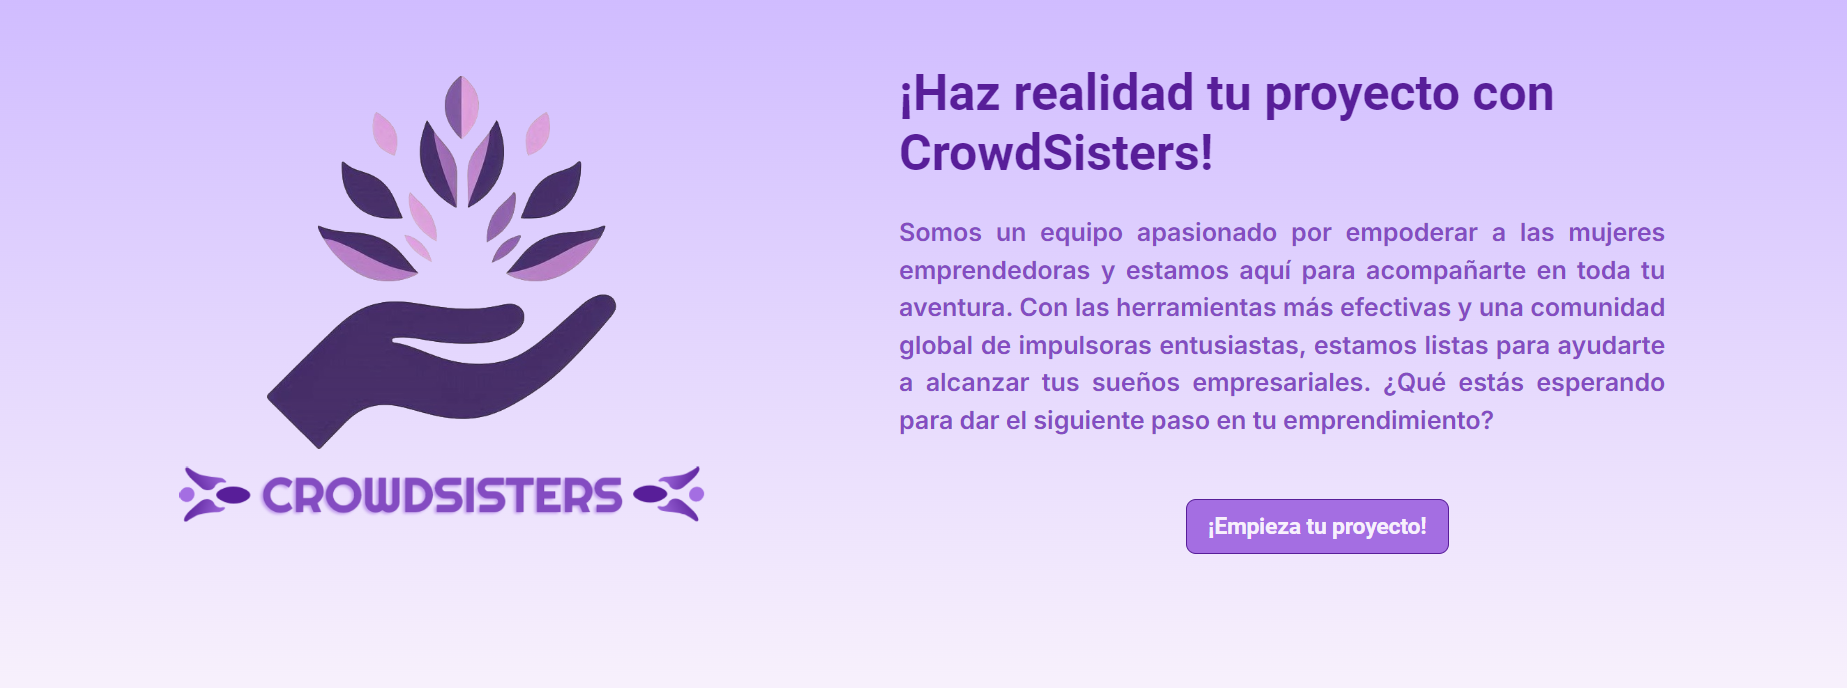 ¡Haz realidad tu proyecto con
CrowdSisters!
Somos un equipo apasionado por empoderar a las mujeres
emprendedoras y estamos aquí para acompañarte en toda tu
aventura. Con las herramientas más efectivas y una comunidad
global de impulsoras entusiastas, estamos listas para ayudarte
a alcanzar tus sueños empresariales. ¿Qué estás esperando
para dar el siguiente paso en tu emprendimiento?
CROWDSISTERS
¡Empieza tu proyecto!